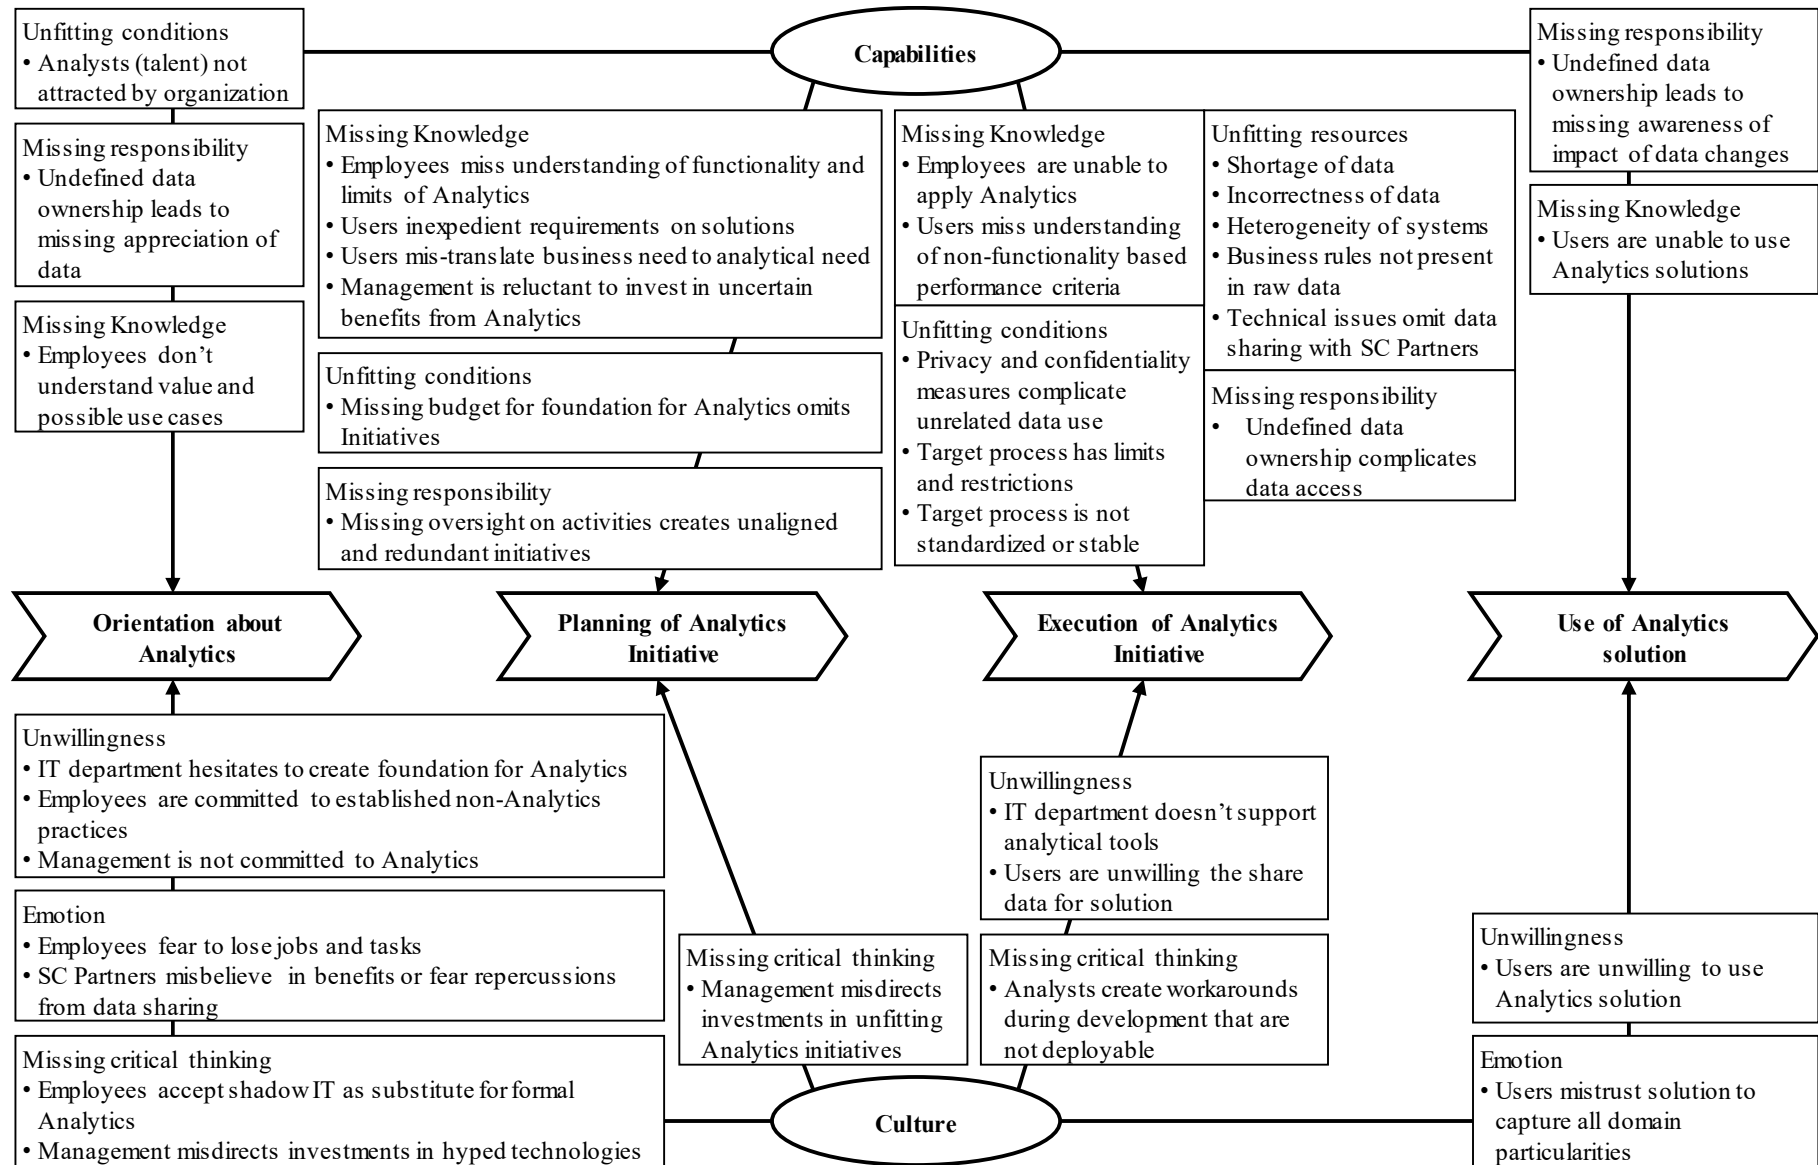 Capabilities
Unfitting conditions
• Analysts (talent) not
attracted by organization
Missing responsibility
• Undefined data
ownership leads to
missing appreciation of
data
Missing Knowledge
• Employees don't
understand value and
possible use cases
Missing Knowledge
• Employees miss understanding of functionality and
limits of Analytics
• Users inexpedient requirements on solutions
• Users mis-translate business need to analytical need
• Management is reluctant to invest in uncertain
benefits from Analytics
Unfitting conditions
• Missing budget for foundation for Analytics omits
Initiatives
Missing responsibility
• Missing oversight on activities creates unaligned
and redundant initiatives
Missing Knowledge
• Employees are unable to
apply Analytics
• Users miss understanding
of non-functionality based
performance criteria
Unfitting conditions
• Privacy and confidentiality
measures complicate
unrelated data use
• Target process has limits
and restrictions
• Target process is not
standardized or stable
Unfitting resources
• Shortage of data
• Incorrectness of data
• Heterogeneity of systems
• Business rules not present
in raw data
• Technical issues omit data
sharing with SC Partners
Missing responsibility
• Undefined data
ownership complicates
data access
Missing responsibility
• Undefined data
ownership leads to
missing awareness of
impact of data changes
Missing Knowledge
• Users are unable to use
Analytics solutions
Orientation about
Analytics
Planning of Analytics
Initiative
Execution of Analytics
Initiative
Use of Analytics
solution
Unwillingness
• IT department hesitates to create foundation for Analytics
• Employees are committed to established non-Analytics
practices
• Management is not committed to Analytics
Emotion
• Employees fear to lose jobs and tasks
• SC Partners misbelieve in benefits or fear repercussions
from data sharing
Missing critical thinking
• Employees accept shadow IT as substitute for formal
Analytics
• Management misdirects investments in hyped technologies
Missing critical thinking
• Management misdirects
investments in unfitting
Analytics initiatives
Unwillingness
• IT department doesn't support
analytical tools
• Users are unwilling the share
data for solution
Missing critical thinking
• Analysts create workarounds
during development that are
not deployable
Unwillingness
• Users are unwilling to use
Analytics solution
Emotion
• Users mistrust solution to
capture all domain
particularities
Culture